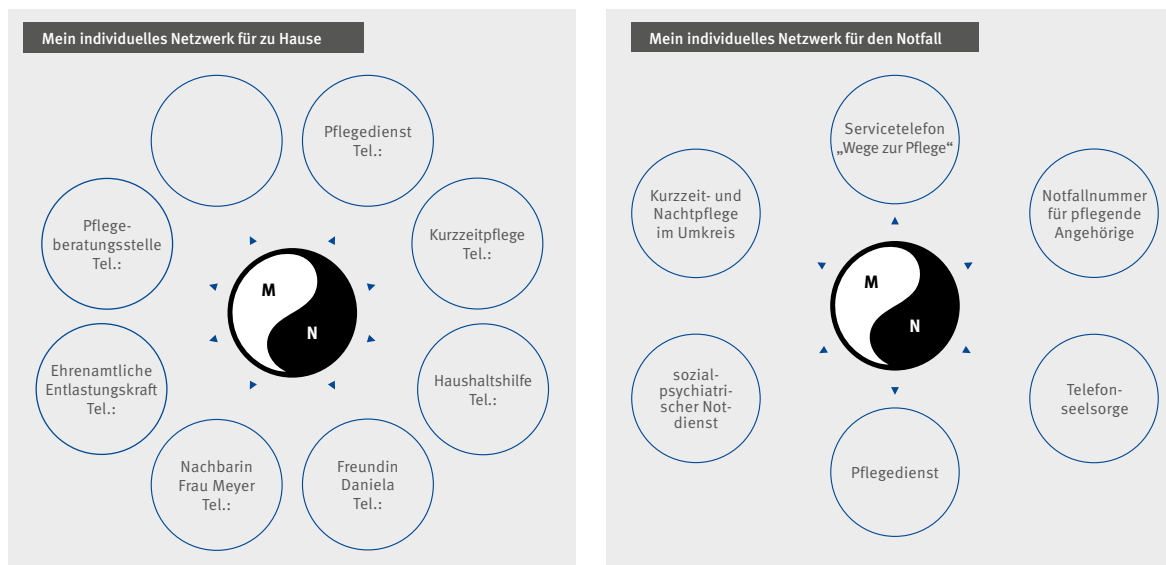 Mein individuelles Netzwerk für zu Hause
Pflegedienst
Tel.:
Kurzzeitpflege
Tel.:
Haushaltshilfe
Tel.:
Freundin
Daniela
Tel.:
Nachbarin
Frau Meyer
Tel.:
Ehrenamtliche
Entlastungskraft
Tel.:
Pflege-
beratungsstelle
Tel.:
M
N
Mein individuelles Netzwerk für den Notfall
Servicetelefon
„Wege zur Pflege“
Notfallnummer
für pflegende
Angehörige
Telefon-
seelsorge
Pflegedienst
sozial-
psychiatri-
scher Not-
dienst
Kurzzeit- und
Nachtpflege
im Umkreis
M
N